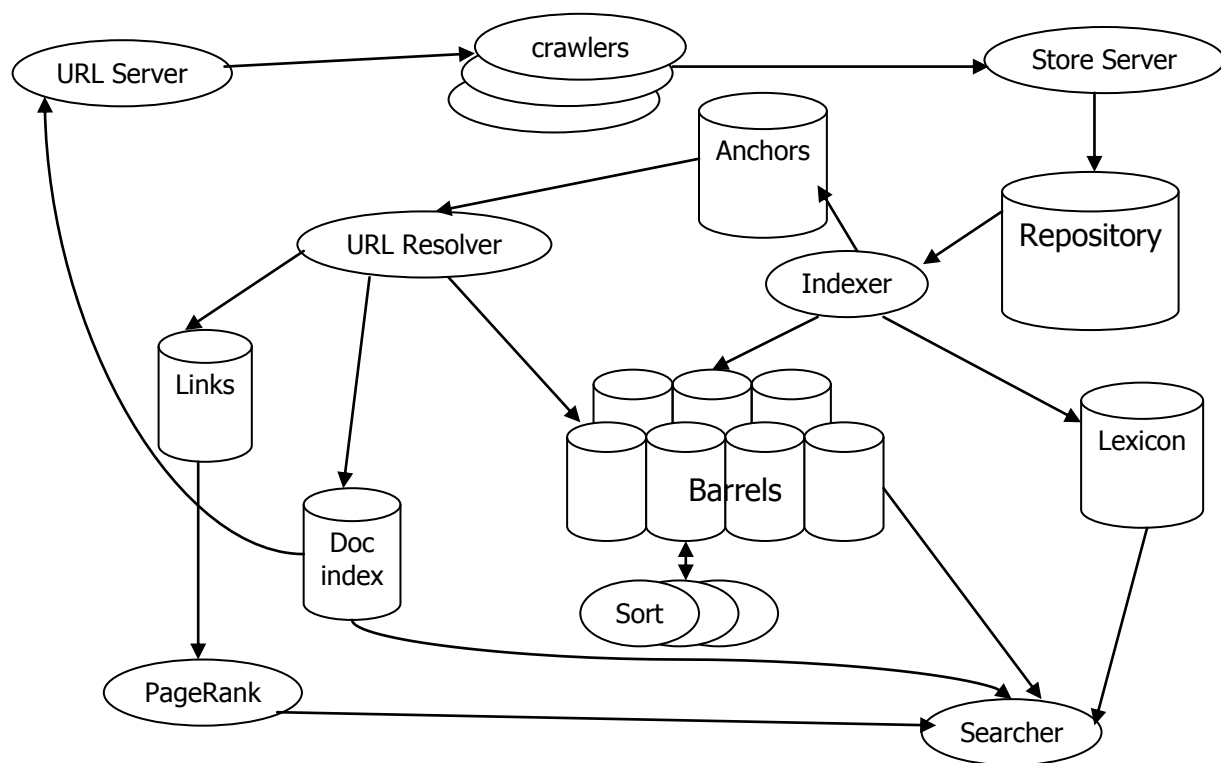 crawlers
URL Server
Store Server
Anchors
URL Resolver
Repository
Indexer
Links
Lexicon
Barrels
Doc
index
Sort
PageRank
Searcher